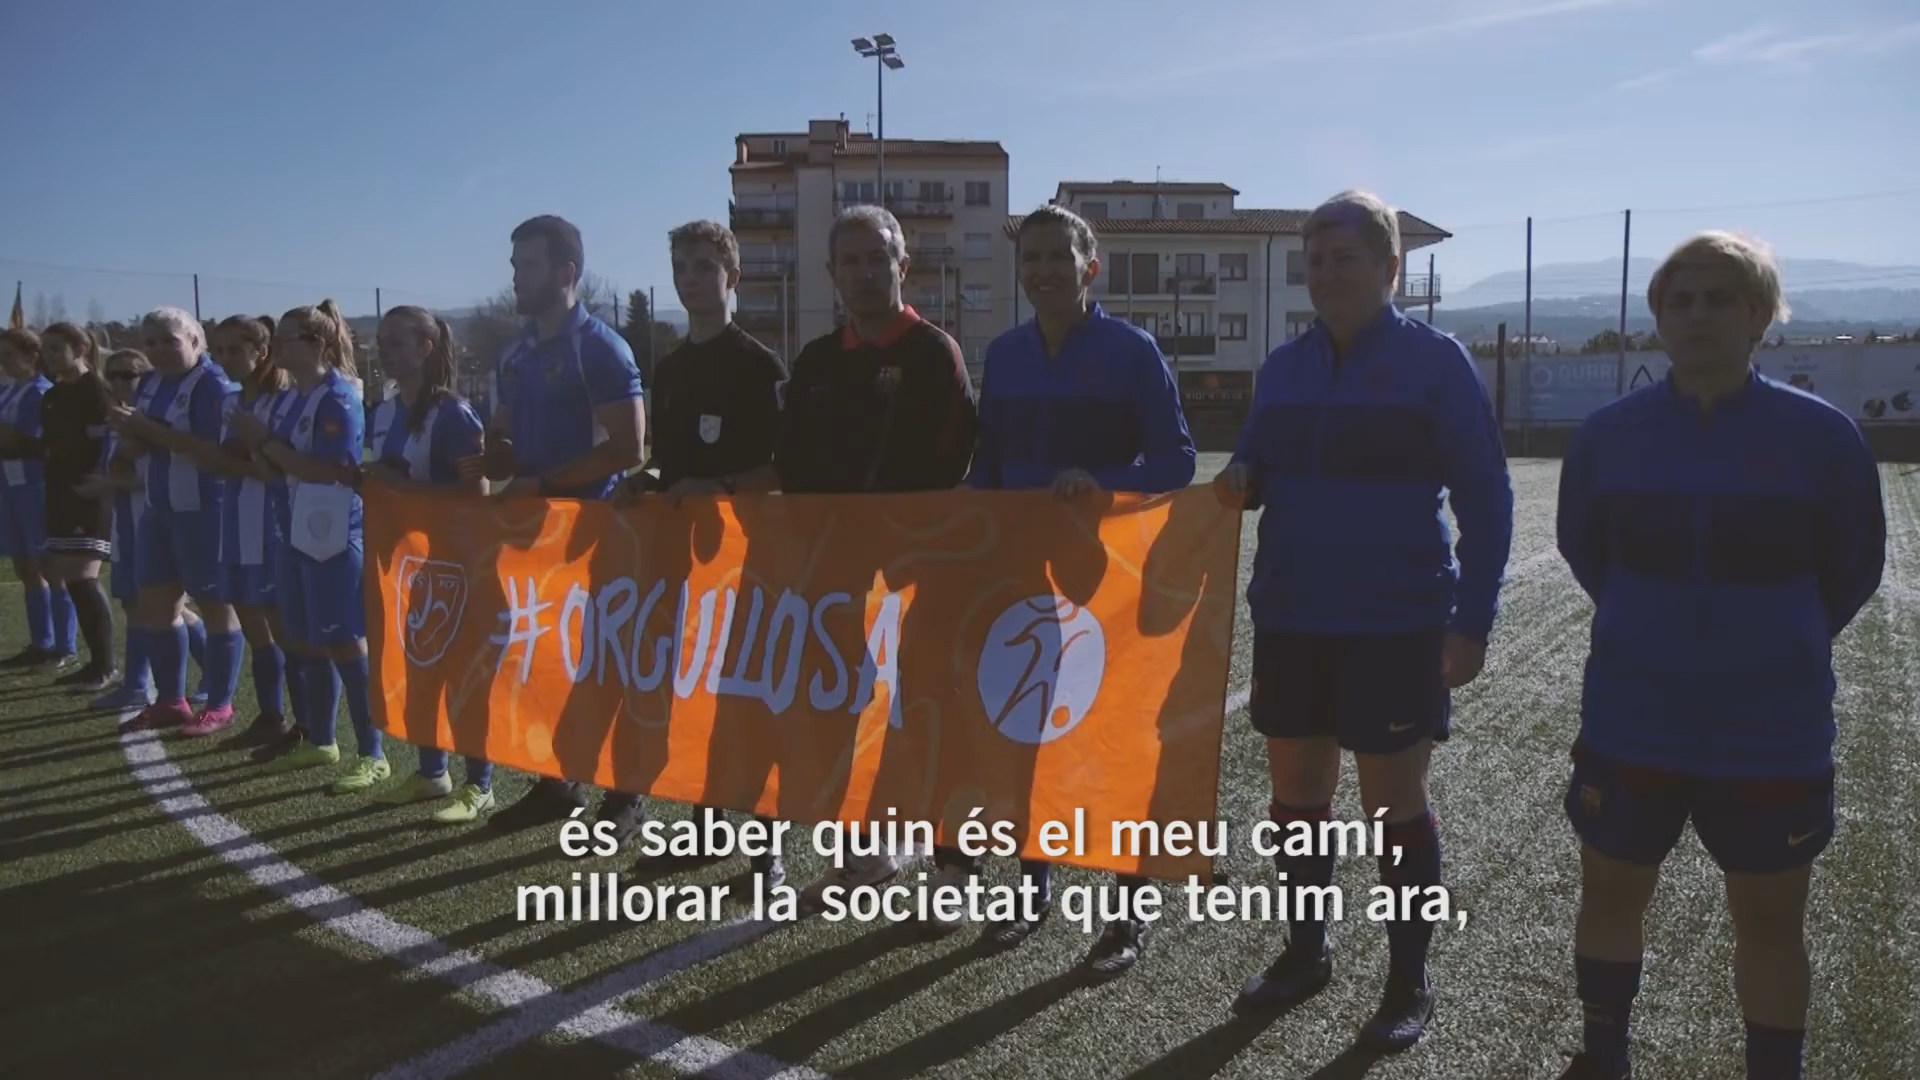 #ORGULLOSA
és saber quin és el meu camí,
millorar la societat que tenim ara,